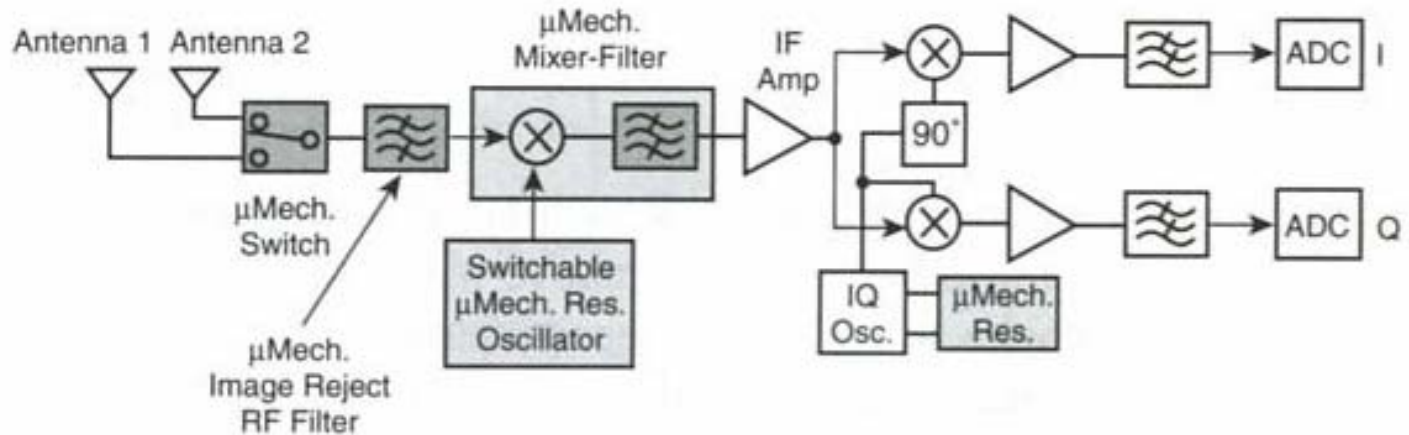 Antenna 1
Antenna 2
μMech.
Switch
μMech.
Image Reject
RF Filter
μMech.
Mixer-Filter
Switchable
μMech. Res.
Oscillator
IF
Amp
90°
IQ
Osc.
μMech.
Res.
ADC
I
ADC
Q